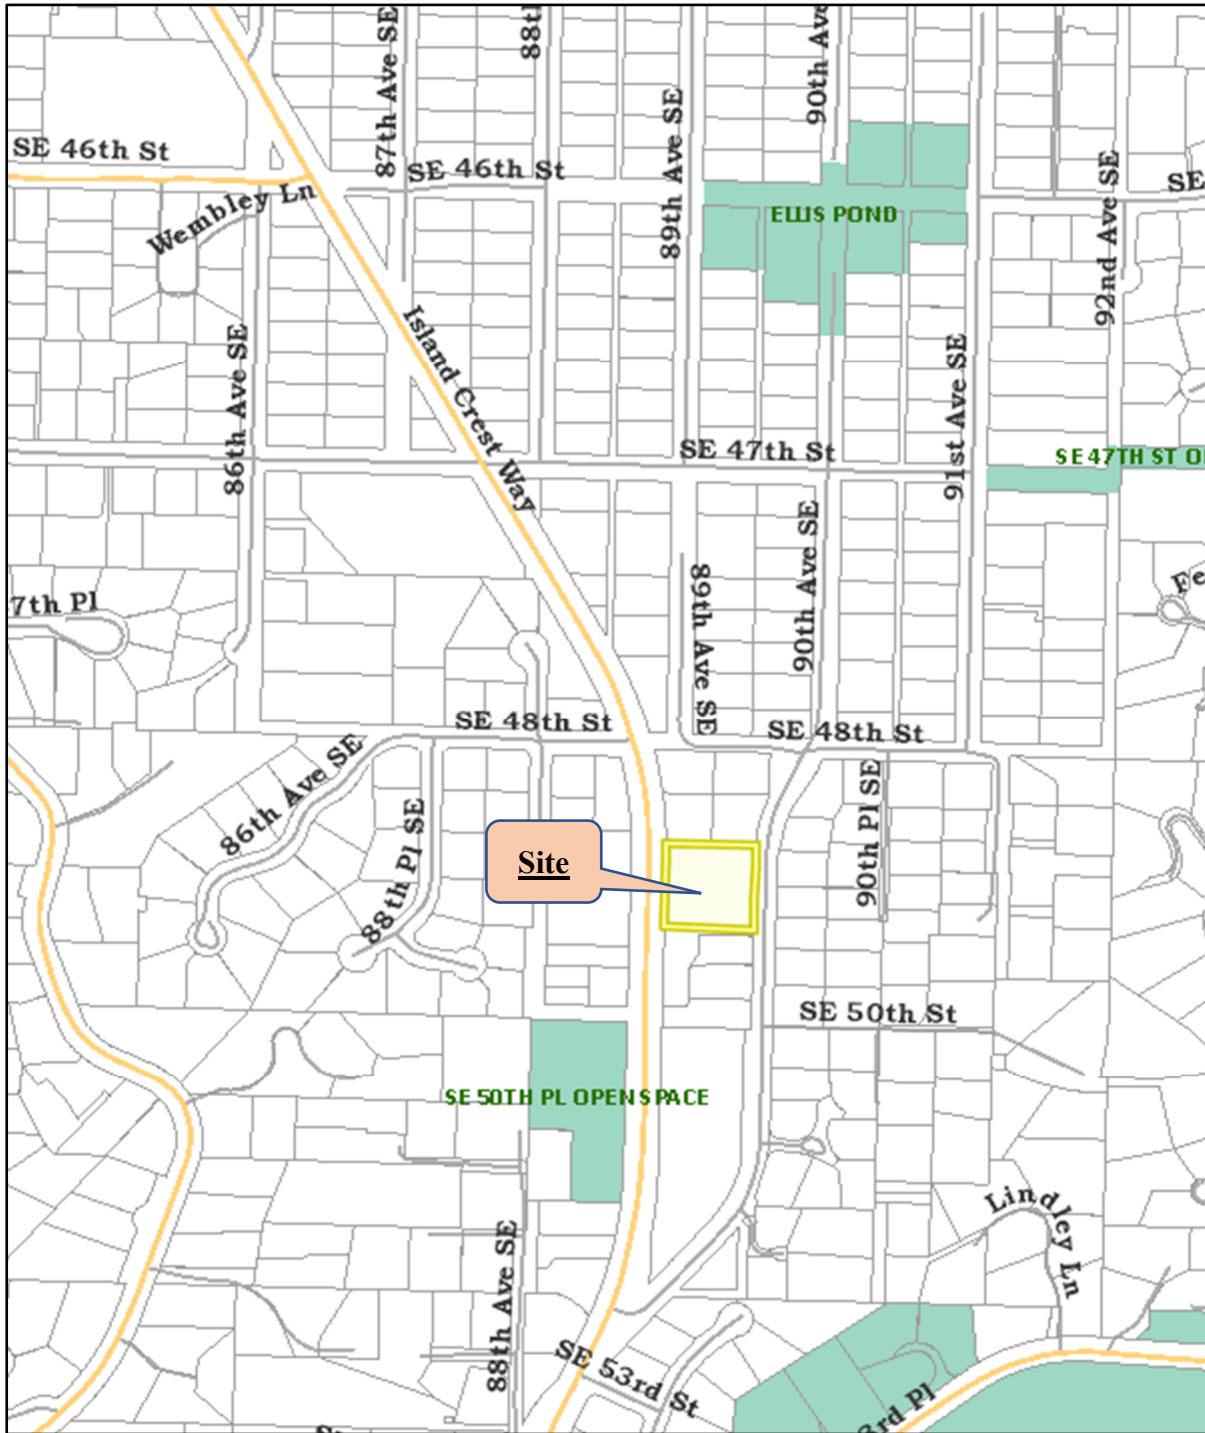 87th Ave SE
88th
90th Ave
89th Ave SE
SE 46th St
SE 46th St
92nd Ave SE
SE
Wembley Ln
ELLIS POND
Island Crest Way
86th Ave SE
91st Ave SE
SE 47th St
SE 47TH ST O
90th Ave SE
89th Ave SE
7th Pl
Fe
SE 48th St
SE 48th St
86th Ave SE
88th Pl SE
90th Pl SE
Site
SE 50th St
SE 50TH PL OPEN SPACE
Lindley Ln
88th Ave SE
SE 53rd St
3rd Pl